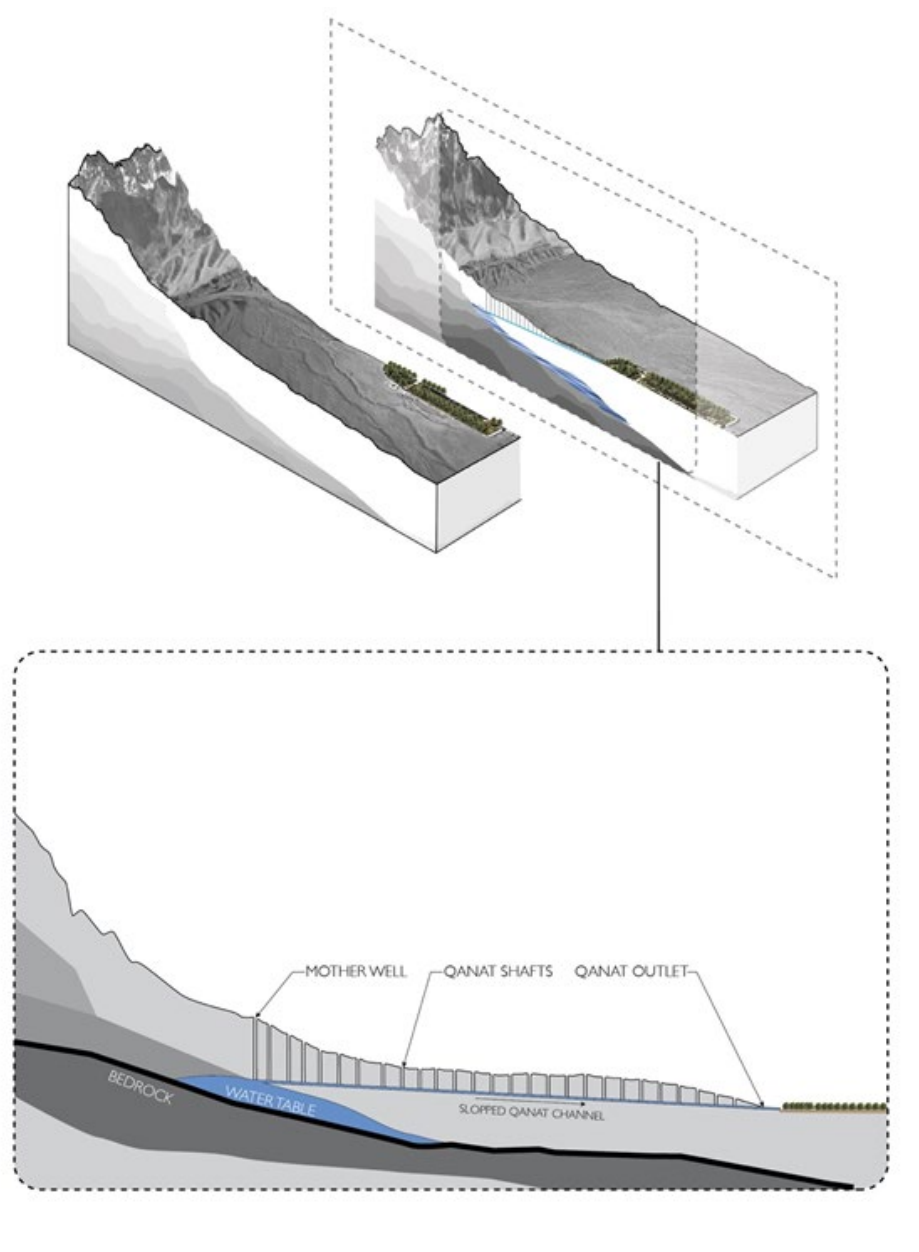 MOTHER WELL
QANAT SHAFTS
QANAT OUTLET
BEDROCK
WATER TABLE
SLOPPED QANAT CHANNEL